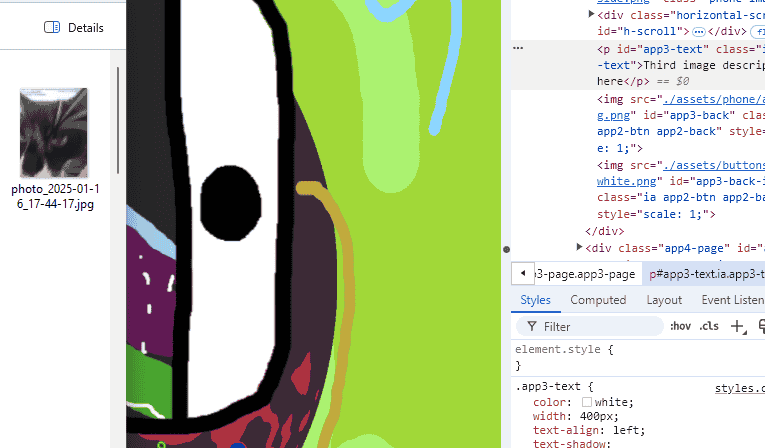 Details
photo_2025-01-1
6_17-44-17.jpg
<div class="horizontal-scr
id="h-scroll"> ⋯ </div>
<p id="app3-text" class="i
-text">Third image descrip
here</p> == $0
<img src="./assets/phone/a
g.png" id="app3-back" clas
app2-btn app2-back" style=
e: 1;">
<img src="./assets/buttons
white.png" id="app3-back-i
class="ia app2-btn app2-ba
style="scale: 1;">
</div>
<div class="app4-page" id="a
p3-page.app3-page p#app3-text.ia.app3-t
Styles Computed Layout Event Listen
Filter :hov .cls
element.style {
}
.app3-text { styles.c
color: white;
width: 400px;
text-align: left;
text-shadow: